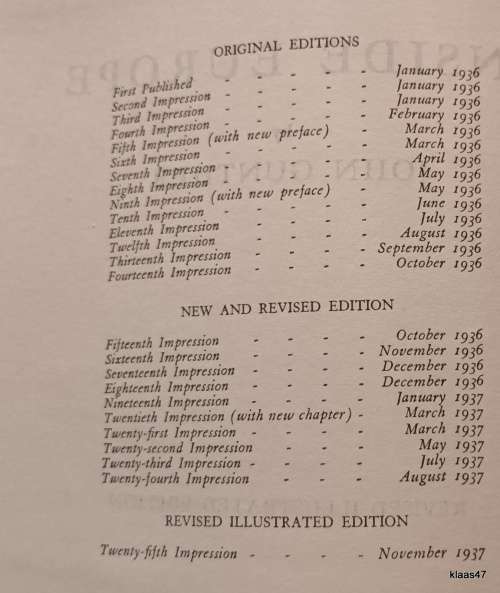 ORIGINAL EDITIONS
First Published - - - - January 1936
Second Impression - - - - January 1936
Third Impression - - - - January 1936
Fourth Impression - - - - February 1936
Fifth Impression (with new preface) - March 1936
Sixth Impression - - - - March 1936
Seventh Impression - - - - April 1936
Eighth Impression - - - - May 1936
Ninth Impression (with new preface) - May 1936
Tenth Impression - - - - June 1936
Eleventh Impression - - - - July 1936
Twelfth Impression - - - - August 1936
Thirteenth Impression - - - - September 1936
Fourteenth Impression - - - - October 1936
NEW AND REVISED EDITION
Fifteenth Impression - - - - October 1936
Sixteenth Impression - - - - November 1936
Seventeenth Impression - - - - December 1936
Eighteenth Impression - - - - December 1936
Nineteenth Impression - - - - January 1937
Twentieth Impression (with new chapter) - March 1937
Twenty-first Impression - - - - March 1937
Twenty-second Impression - - - May 1937
Twenty-third Impression - - - - July 1937
Twenty-fourth Impression - - - August 1937
REVISED ILLUSTRATED EDITION
Twenty-fifth Impression - - - - November 1937
klaas47